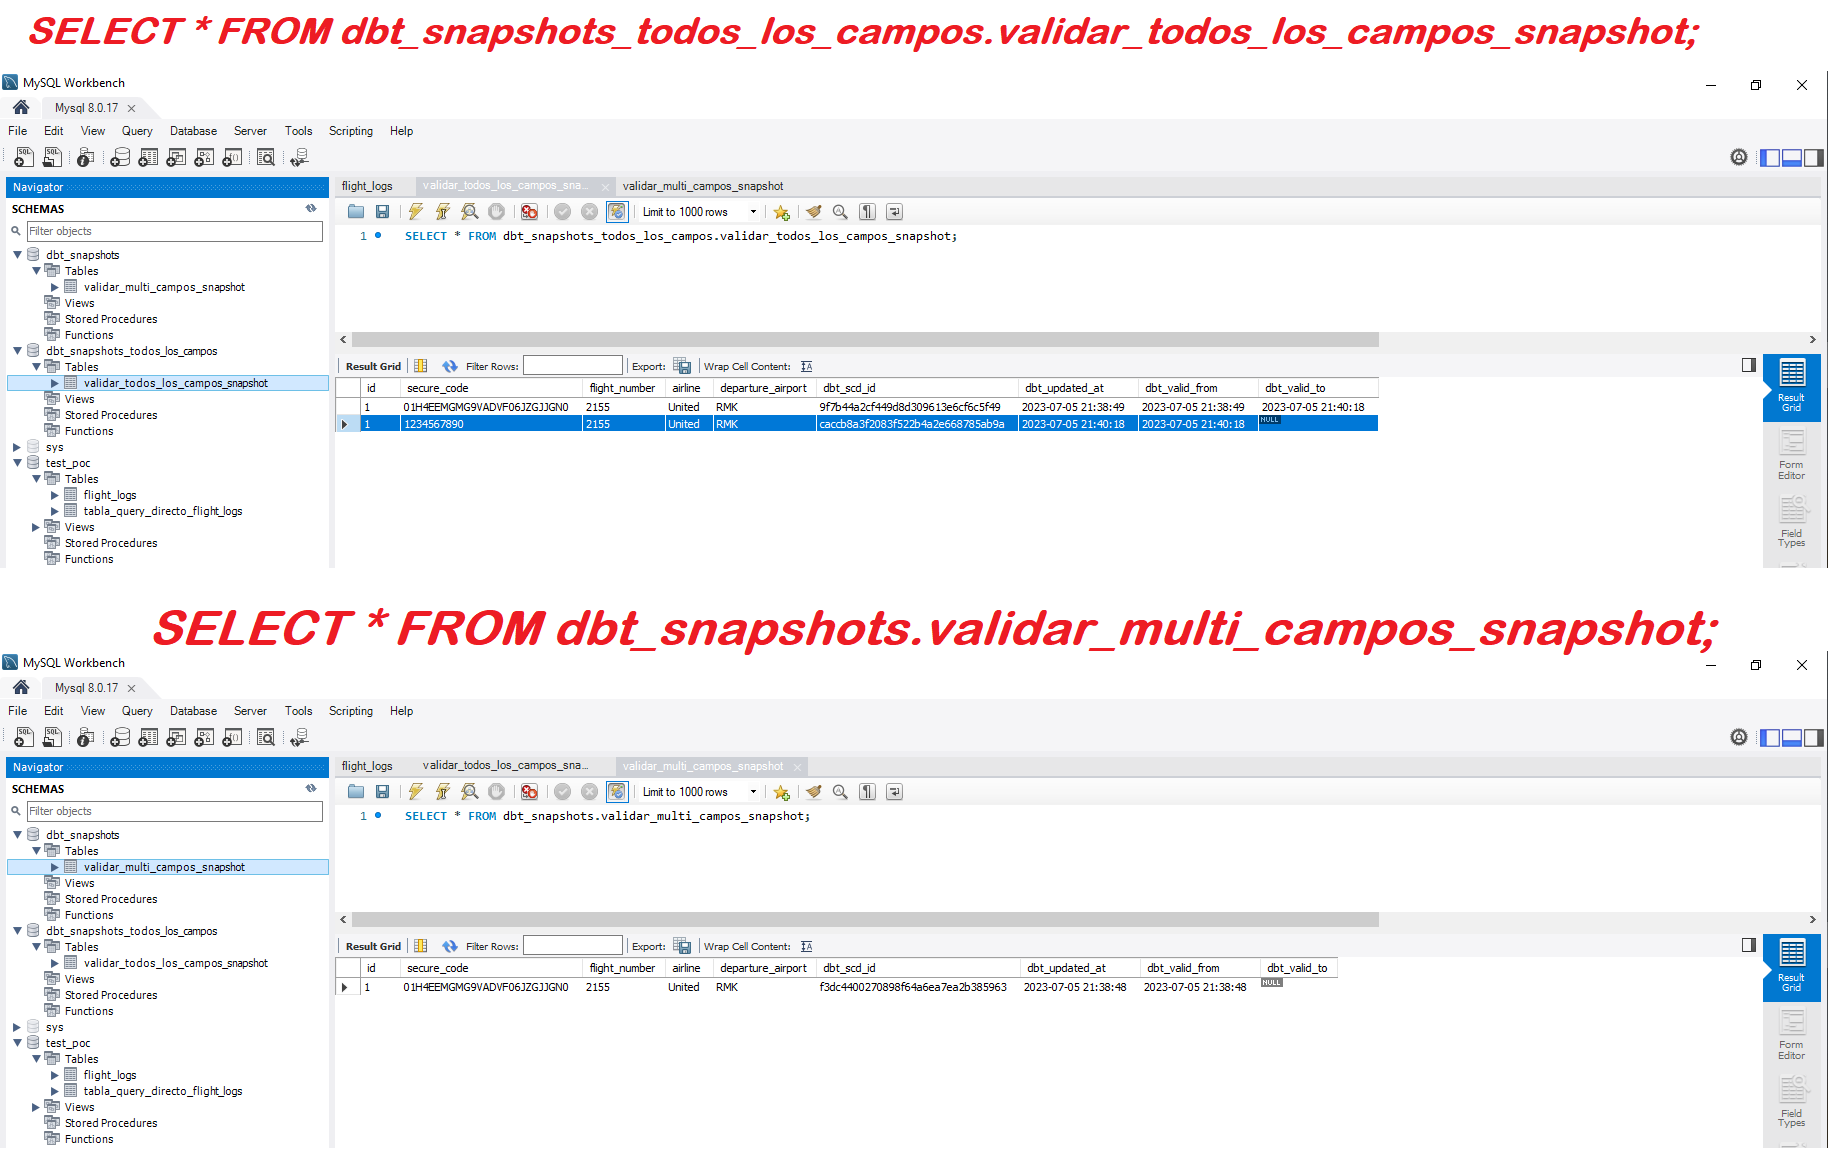 SELECT * FROM dbt_snapshots_todos_los_campos.validar_todos_los_campos_snapshot;
MySQL Workbench
Mysql 8.0.17
File Edit View Query Database Server Tools Scripting Help
Navigator
flight_logs validar_todos_los_campos_sna... validar_multi_campos_snapshot
SCHEMAS
Limit to 1000 rows
Filter objects
1 SELECT * FROM dbt_snapshots_todos_los_campos.validar_todos_los_campos_snapshot;
dbt_snapshots
Tables
validar_multi_campos_snapshot
Views
Stored Procedures
Functions
dbt_snapshots_todos_los_campos
Tables
validar_todos_los_campos_snapshot
Views
Stored Procedures
Functions
sys
test_poc
Tables
flight_logs
tabla_query_directo_flight_logs
Views
Stored Procedures
Functions
Result Grid Filter Rows: Export: Wrap Cell Content:
id secure_code flight_number airline departure_airport dbt_scd_id dbt_updated_at dbt_valid_from dbt_valid_to
1 01H4EEMGMG9VADVF06JZGJJGN0 2155 United RMK 9f7b44a2cf449d8d309613e6cf6c5f49 2023-07-05 21:38:49 2023-07-05 21:38:49 2023-07-05 21:40:18
1 1234567890 2155 United RMK caccb8a3f2083f522b4a2e668785ab9a 2023-07-05 21:40:18 2023-07-05 21:40:18 NULL
Result
Grid
Form
Editor
Field
Types
SELECT * FROM dbt_snapshots.validar_multi_campos_snapshot;
MySQL Workbench
Mysql 8.0.17
File Edit View Query Database Server Tools Scripting Help
Navigator
flight_logs validar_todos_los_campos_sna... validar_multi_campos_snapshot
SCHEMAS
Limit to 1000 rows
Filter objects
1 SELECT * FROM dbt_snapshots.validar_multi_campos_snapshot;
dbt_snapshots
Tables
validar_multi_campos_snapshot
Views
Stored Procedures
Functions
dbt_snapshots_todos_los_campos
Tables
validar_todos_los_campos_snapshot
Views
Stored Procedures
Functions
sys
test_poc
Tables
flight_logs
tabla_query_directo_flight_logs
Views
Stored Procedures
Functions
Result Grid Filter Rows: Export: Wrap Cell Content:
id secure_code flight_number airline departure_airport dbt_scd_id dbt_updated_at dbt_valid_from dbt_valid_to
1 01H4EEMGMG9VADVF06JZGJJGN0 2155 United RMK f3dc4400270898f64a6ea7ea2b385963 2023-07-05 21:38:48 2023-07-05 21:38:48 NULL
Result
Grid
Form
Editor
Field
Types